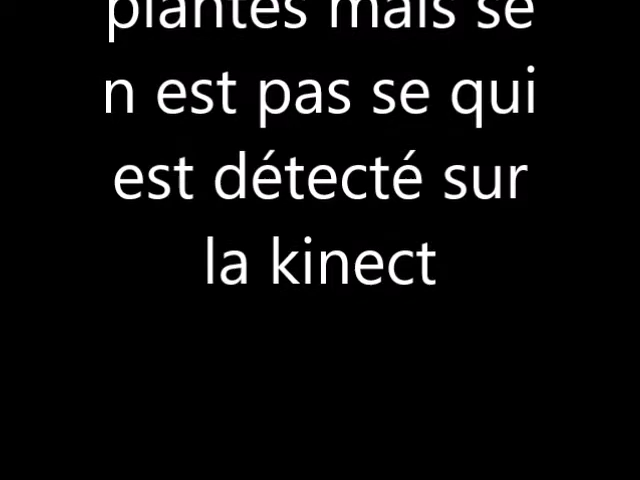 plantes mais se
n est pas se qui
est détecté sur
la kinect